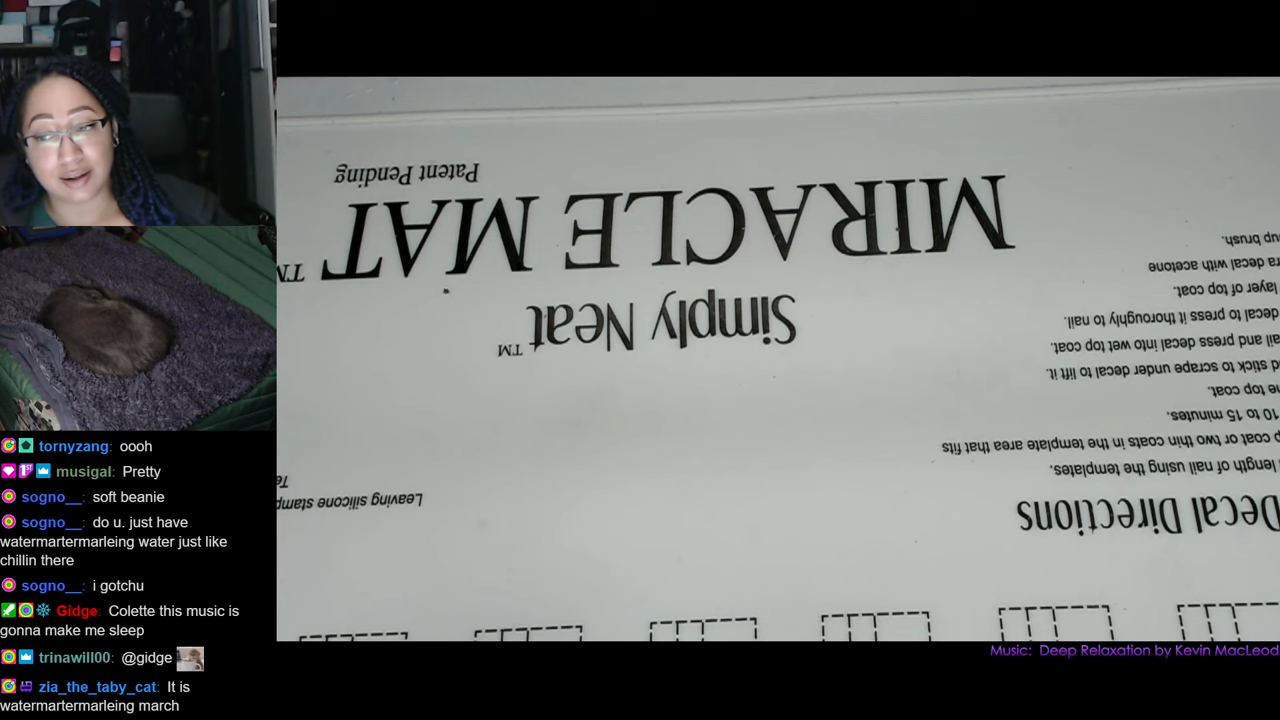 tornyzang: oooh
musigal: Pretty
sogno__: soft beanie
sogno__: do u. just have
watermartermarleing water just like
chillin there
sogno__: i gotchu
Gidge: Colette this music is
gonna make me sleep
trinawill00: @gidge
zia_the_taby_cat: It is
watermartermarleing march
Patent Pending
MIRACLE MAT™
Simply Neat™
Leaving silicone stamp
Decal Directions
length of nail using the templates.
coat or two thin coats in the template area that fits
10 to 15 minutes.
top coat.
stick to scrape under decal to lift it.
and press decal into wet top coat.
decal to press it thoroughly to nail.
layer of top coat.
decal with acetone
brush.
Music: Deep Relaxation by Kevin MacLeod